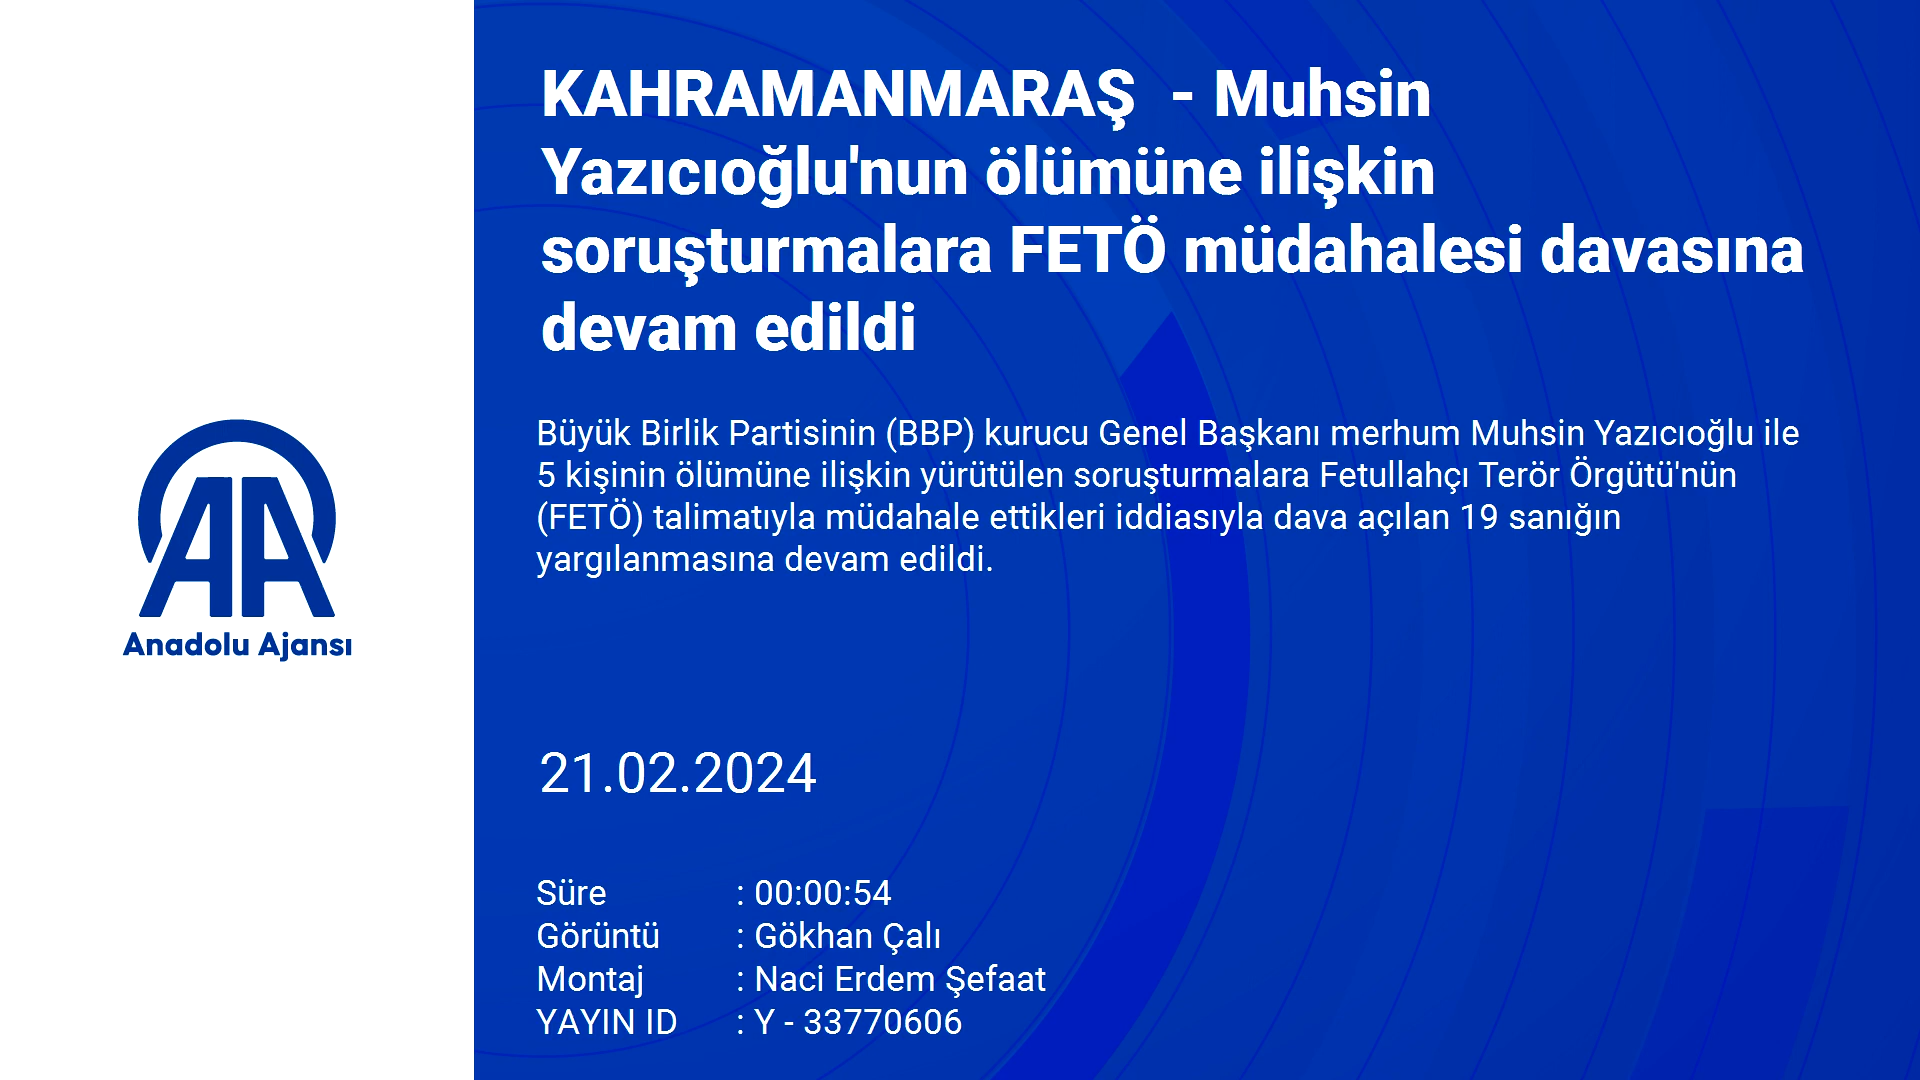 KAHRAMANMARAŞ - Muhsin
Yazıcıoğlu'nun ölümüne ilişkin
soruşturmalara FETÖ müdahalesi davasına
devam edildi
Büyük Birlik Partisinin (BBP) kurucu Genel Başkanı merhum Muhsin Yazıcıoğlu ile
5 kişinin ölümüne ilişkin yürütülen soruşturmalara Fetullahçı Terör Örgütü'nün
(FETÖ) talimatıyla müdahale ettikleri iddiasıyla dava açılan 19 sanığın
yargılanmasına devam edildi.
AA
Anadolu Ajansı
21.02.2024
Süre : 00:00:54
Görüntü : Gökhan Çalı
Montaj : Naci Erdem Şefaat
YAYIN ID : Y - 33770606